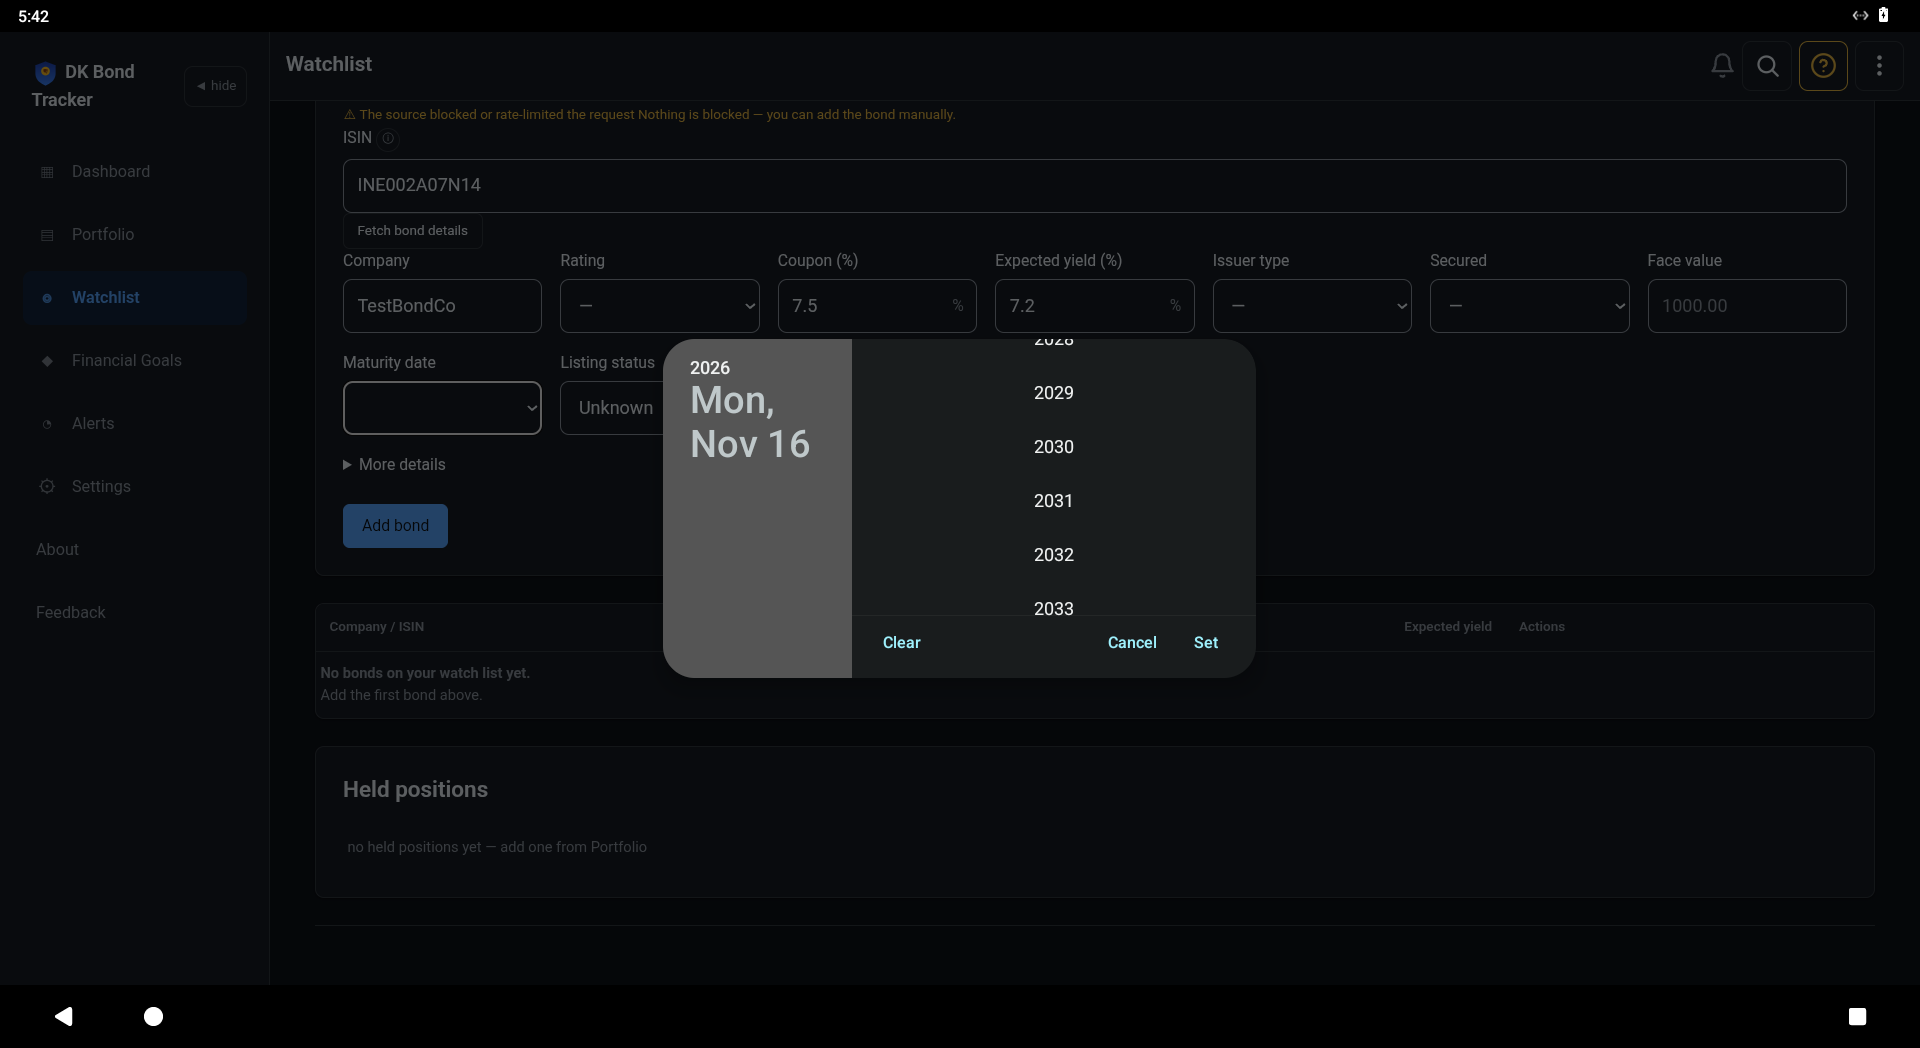 5:42
DK Bond
Tracker
◄ hide
Dashboard
Portfolio
Watchlist
Financial Goals
Alerts
Settings
About
Feedback
Watchlist
⚠ The source blocked or rate-limited the request Nothing is blocked — you can add the bond manually.
ISIN
INE002A07N14
Fetch bond details
Company
Rating
Coupon (%)
Expected yield (%)
Issuer type
Secured
Face value
TestBondCo
—
7.5 %
7.2 %
—
—
1000.00
Maturity date
Listing status
Unknown
▶ More details
Add bond
2026
Mon,
Nov 16
2028
2029
2030
2031
2032
2033
Clear
Cancel
Set
Company / ISIN
Expected yield
Actions
No bonds on your watch list yet.
Add the first bond above.
Held positions
no held positions yet — add one from Portfolio